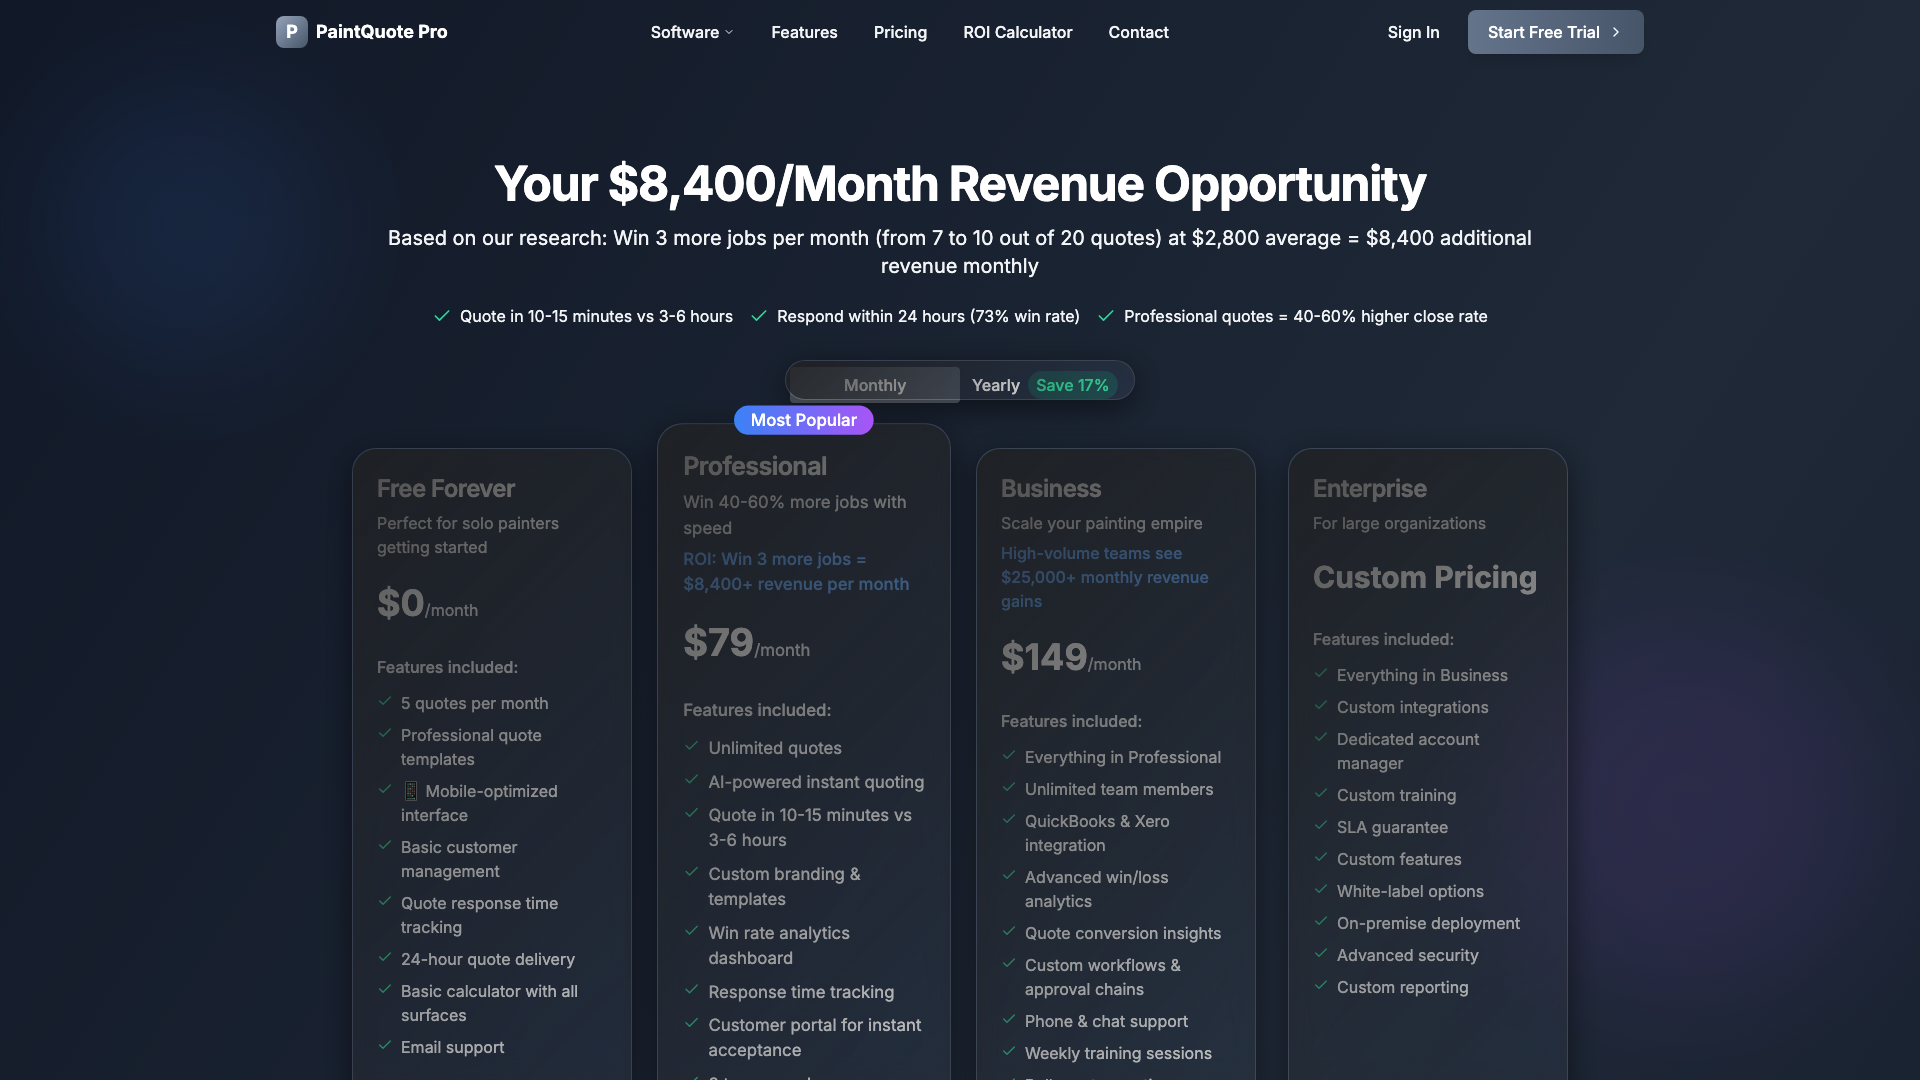 P PaintQuote Pro
Software
Features
Pricing
ROI Calculator
Contact
Sign In
Start Free Trial
Your $8,400/Month Revenue Opportunity
Based on our research: Win 3 more jobs per month (from 7 to 10 out of 20 quotes) at $2,800 average = $8,400 additional
revenue monthly
Quote in 10-15 minutes vs 3-6 hours
Respond within 24 hours (73% win rate)
Professional quotes = 40-60% higher close rate
Monthly
Yearly
Save 17%
Free Forever
Perfect for solo painters
getting started
$0/month
Features included:
5 quotes per month
Professional quote
templates
📱 Mobile-optimized
interface
Basic customer
management
Quote response time
tracking
24-hour quote delivery
Basic calculator with all
surfaces
Email support
Most Popular
Professional
Win 40-60% more jobs with
speed
ROI: Win 3 more jobs =
$8,400+ revenue per month
$79/month
Features included:
Unlimited quotes
AI-powered instant quoting
Quote in 10-15 minutes vs
3-6 hours
Custom branding &
templates
Win rate analytics
dashboard
Response time tracking
Customer portal for instant
acceptance
Business
Scale your painting empire
High-volume teams see
$25,000+ monthly revenue
gains
$149/month
Features included:
Everything in Professional
Unlimited team members
QuickBooks & Xero
integration
Advanced win/loss
analytics
Quote conversion insights
Custom workflows &
approval chains
Phone & chat support
Weekly training sessions
Enterprise
For large organizations
Custom Pricing
Features included:
Everything in Business
Custom integrations
Dedicated account
manager
Custom training
SLA guarantee
Custom features
White-label options
On-premise deployment
Advanced security
Custom reporting